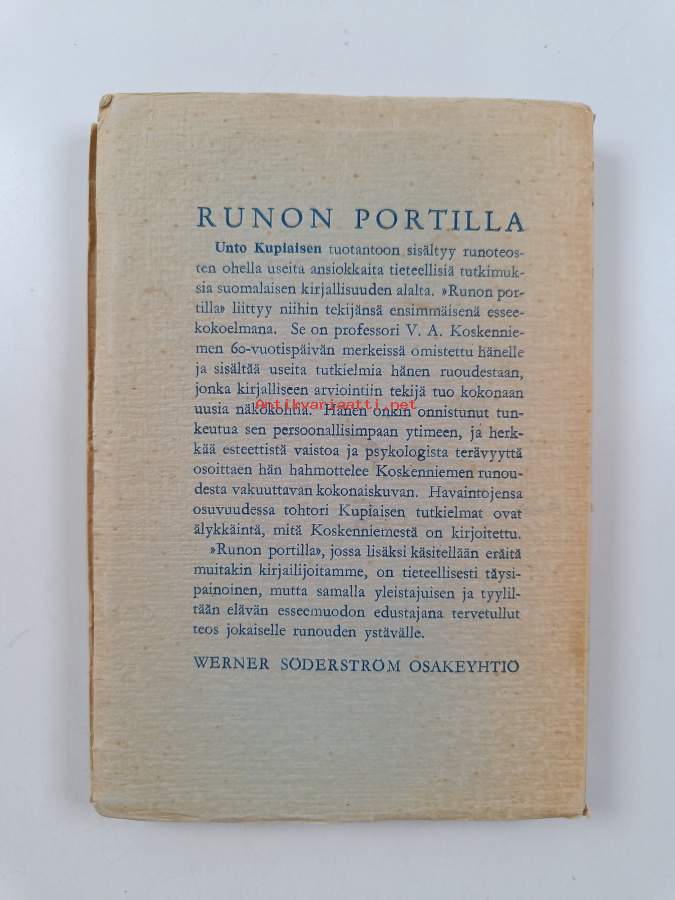 RUNON PORTILLA
Unto Kupiaisen tuotantoon sisältyy runoteos-
ten ohella useita ansiokkaita tieteellisiä tutkimuk-
sia suomalaisen kirjallisuuden alalta. »Runon por-
tilla» liittyy niihin tekijänsä ensimmäisenä essee-
kokoelmana. Se on professori V. A. Koskennie-
men 60-vuotispäivän merkeissä omistettu hänelle
ja sisältää useita tutkielmia hänen ruoudestaan,
jonka kirjalliseen arviointiin tekijä tuo kokonaan
uusia näkökohtia. Hänen onkin onnistunut tun-
Antikvariaatti.net
keutua sen persoonallisimpaan ytimeen, ja herk-
kää esteettistä vaistoa ja psykologista terävyyttä
osoittaen hän hahmottelee Koskenniemen runou-
desta vakuuttavan kokonaiskuvan. Havaintojensa
osuvuudessa tohtori Kupiaisen tutkielmat ovat
älykkäintä, mitä Koskenniemestä on kirjoitettu.
»Runon portilla», jossa lisäksi käsitellään eräitä
muitakin kirjailijoitamme, on tieteellisesti täysi-
painoinen, mutta samalla yleistajuisen ja tyylil-
tään elävän esseemuodon edustajana tervetullut
teos jokaiselle runouden ystävälle.
WERNER SÖDERSTRÖM OSAKEYHTIÖ